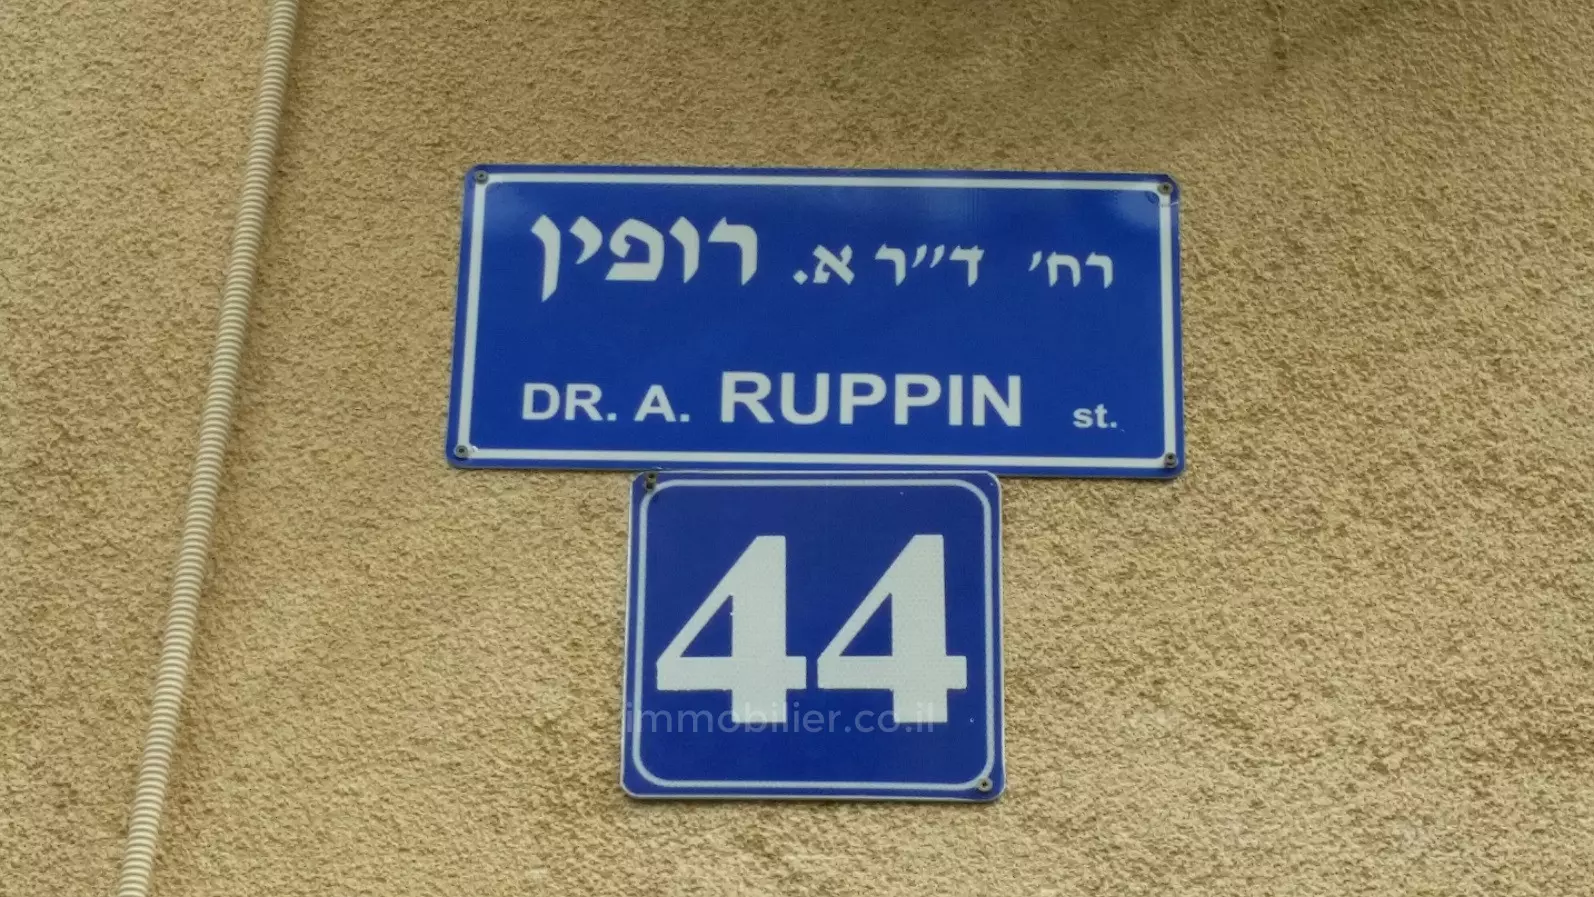 רח' ד"ר א. רופין
DR. A. RUPPIN st.
44
immobilier.co.il